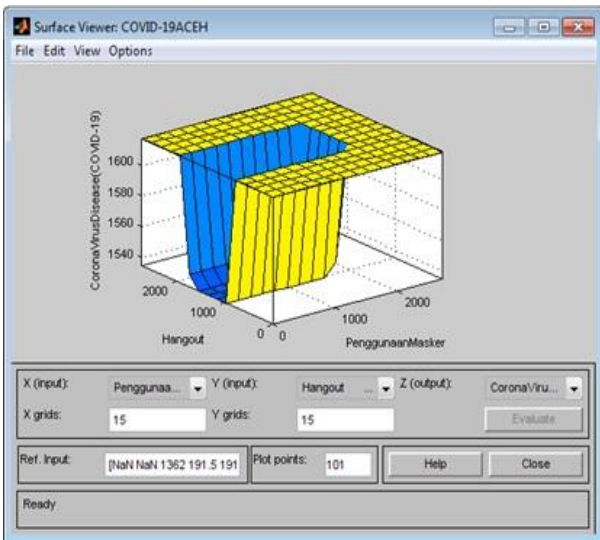 Surface Viewer: COVID-19ACEH
File Edit View Options
CoronaVirusDisease(COVID-19)
1600
1580
1560
1540
2000
1000
0
0
1000
2000
Hangout
PenggunaanMasker
X (input): Penggunaa... Y (input): Hangout ... Z (output): CoronaViru...
X grids: 15 Y grids: 15 Evaluate
Ref. Input: [NaN NaN 1362 191.5 191 Plot points: 101 Help Close
Ready